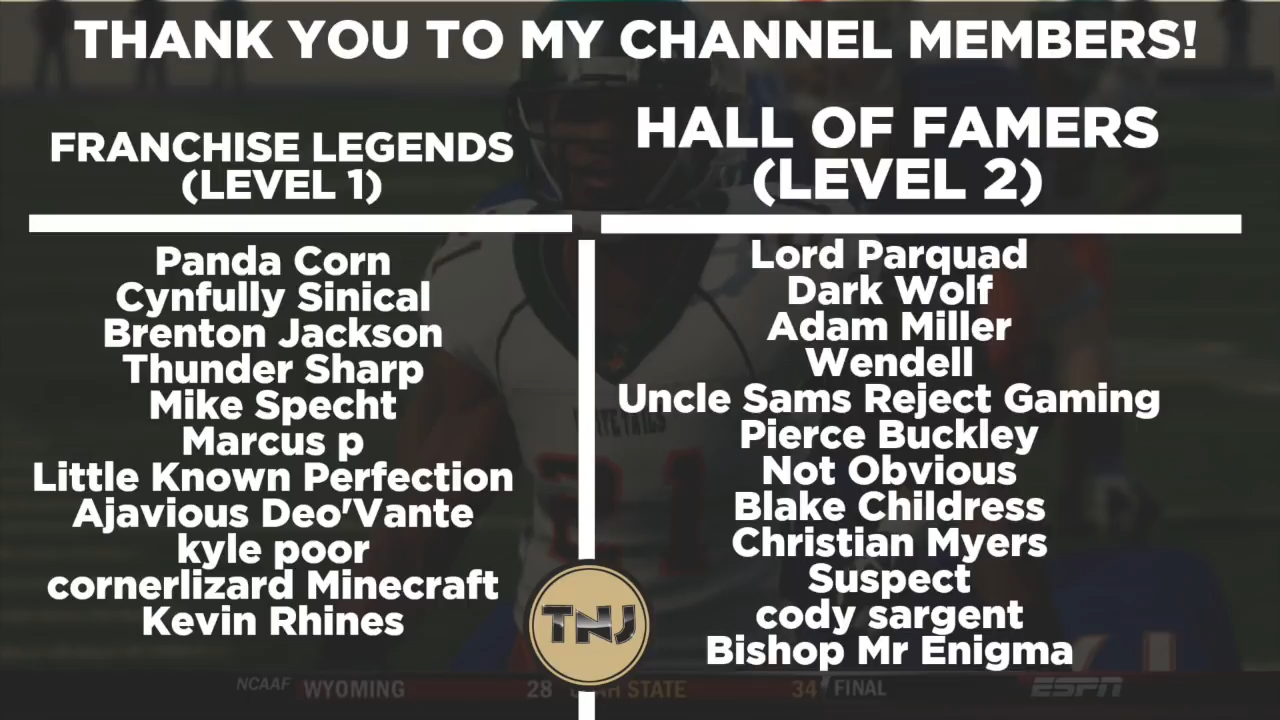 THANK YOU TO MY CHANNEL MEMBERS!
FRANCHISE LEGENDS
(LEVEL 1)
Panda Corn
Cynfully Sinical
Brenton Jackson
Thunder Sharp
Mike Specht
Marcus p
Little Known Perfection
Ajavious Deo'Vante
kyle poor
cornerlizard Minecraft
Kevin Rhines
HALL OF FAMERS
(LEVEL 2)
Lord Parquad
Dark Wolf
Adam Miller
Wendell
Uncle Sams Reject Gaming
Pierce Buckley
Not Obvious
Blake Childress
Christian Myers
Suspect
cody sargent
Bishop Mr Enigma
TNJ
21
NCAAF WYOMING 28 STATE 34 FINAL ESPN